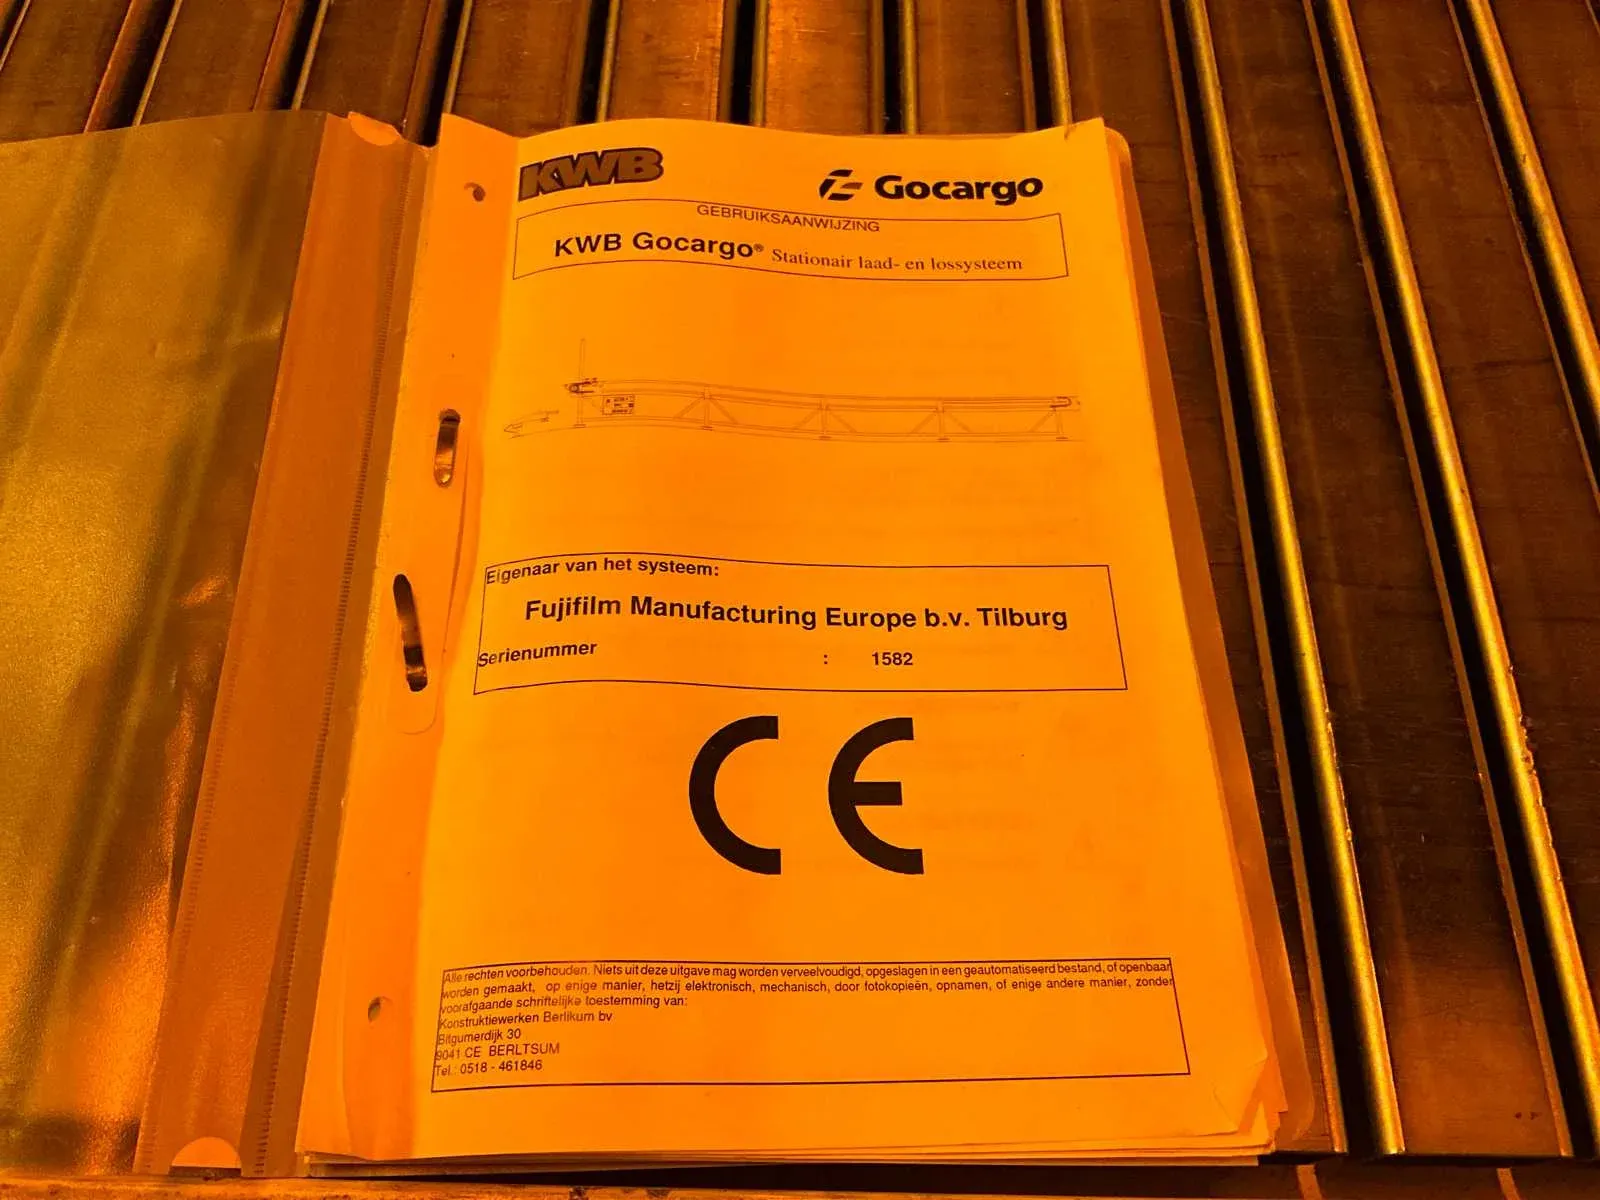 KWB
Gocargo
GEBRUIKSAANWIJZING
KWB Gocargo® Stationair laad- en lossysteem
Eigenaar van het systeem:
Fujifilm Manufacturing Europe b.v. Tilburg
Serienummer : 1582
CE
Alle rechten voorbehouden. Niets uit deze uitgave mag worden verveelvoudigd, opgeslagen in een geautomatiseerd bestand, of openbaar
worden gemaakt, op enige manier, hetzij elektronisch, mechanisch, door fotokopieën, opnamen, of enige andere manier, zonder
voorafgaande schriftelijke toestemming van:
Konstruktiewerken Berlikum bv
Bitgumerdijk 30
9041 CE BERLTSUM
Tel.: 0518 - 461846